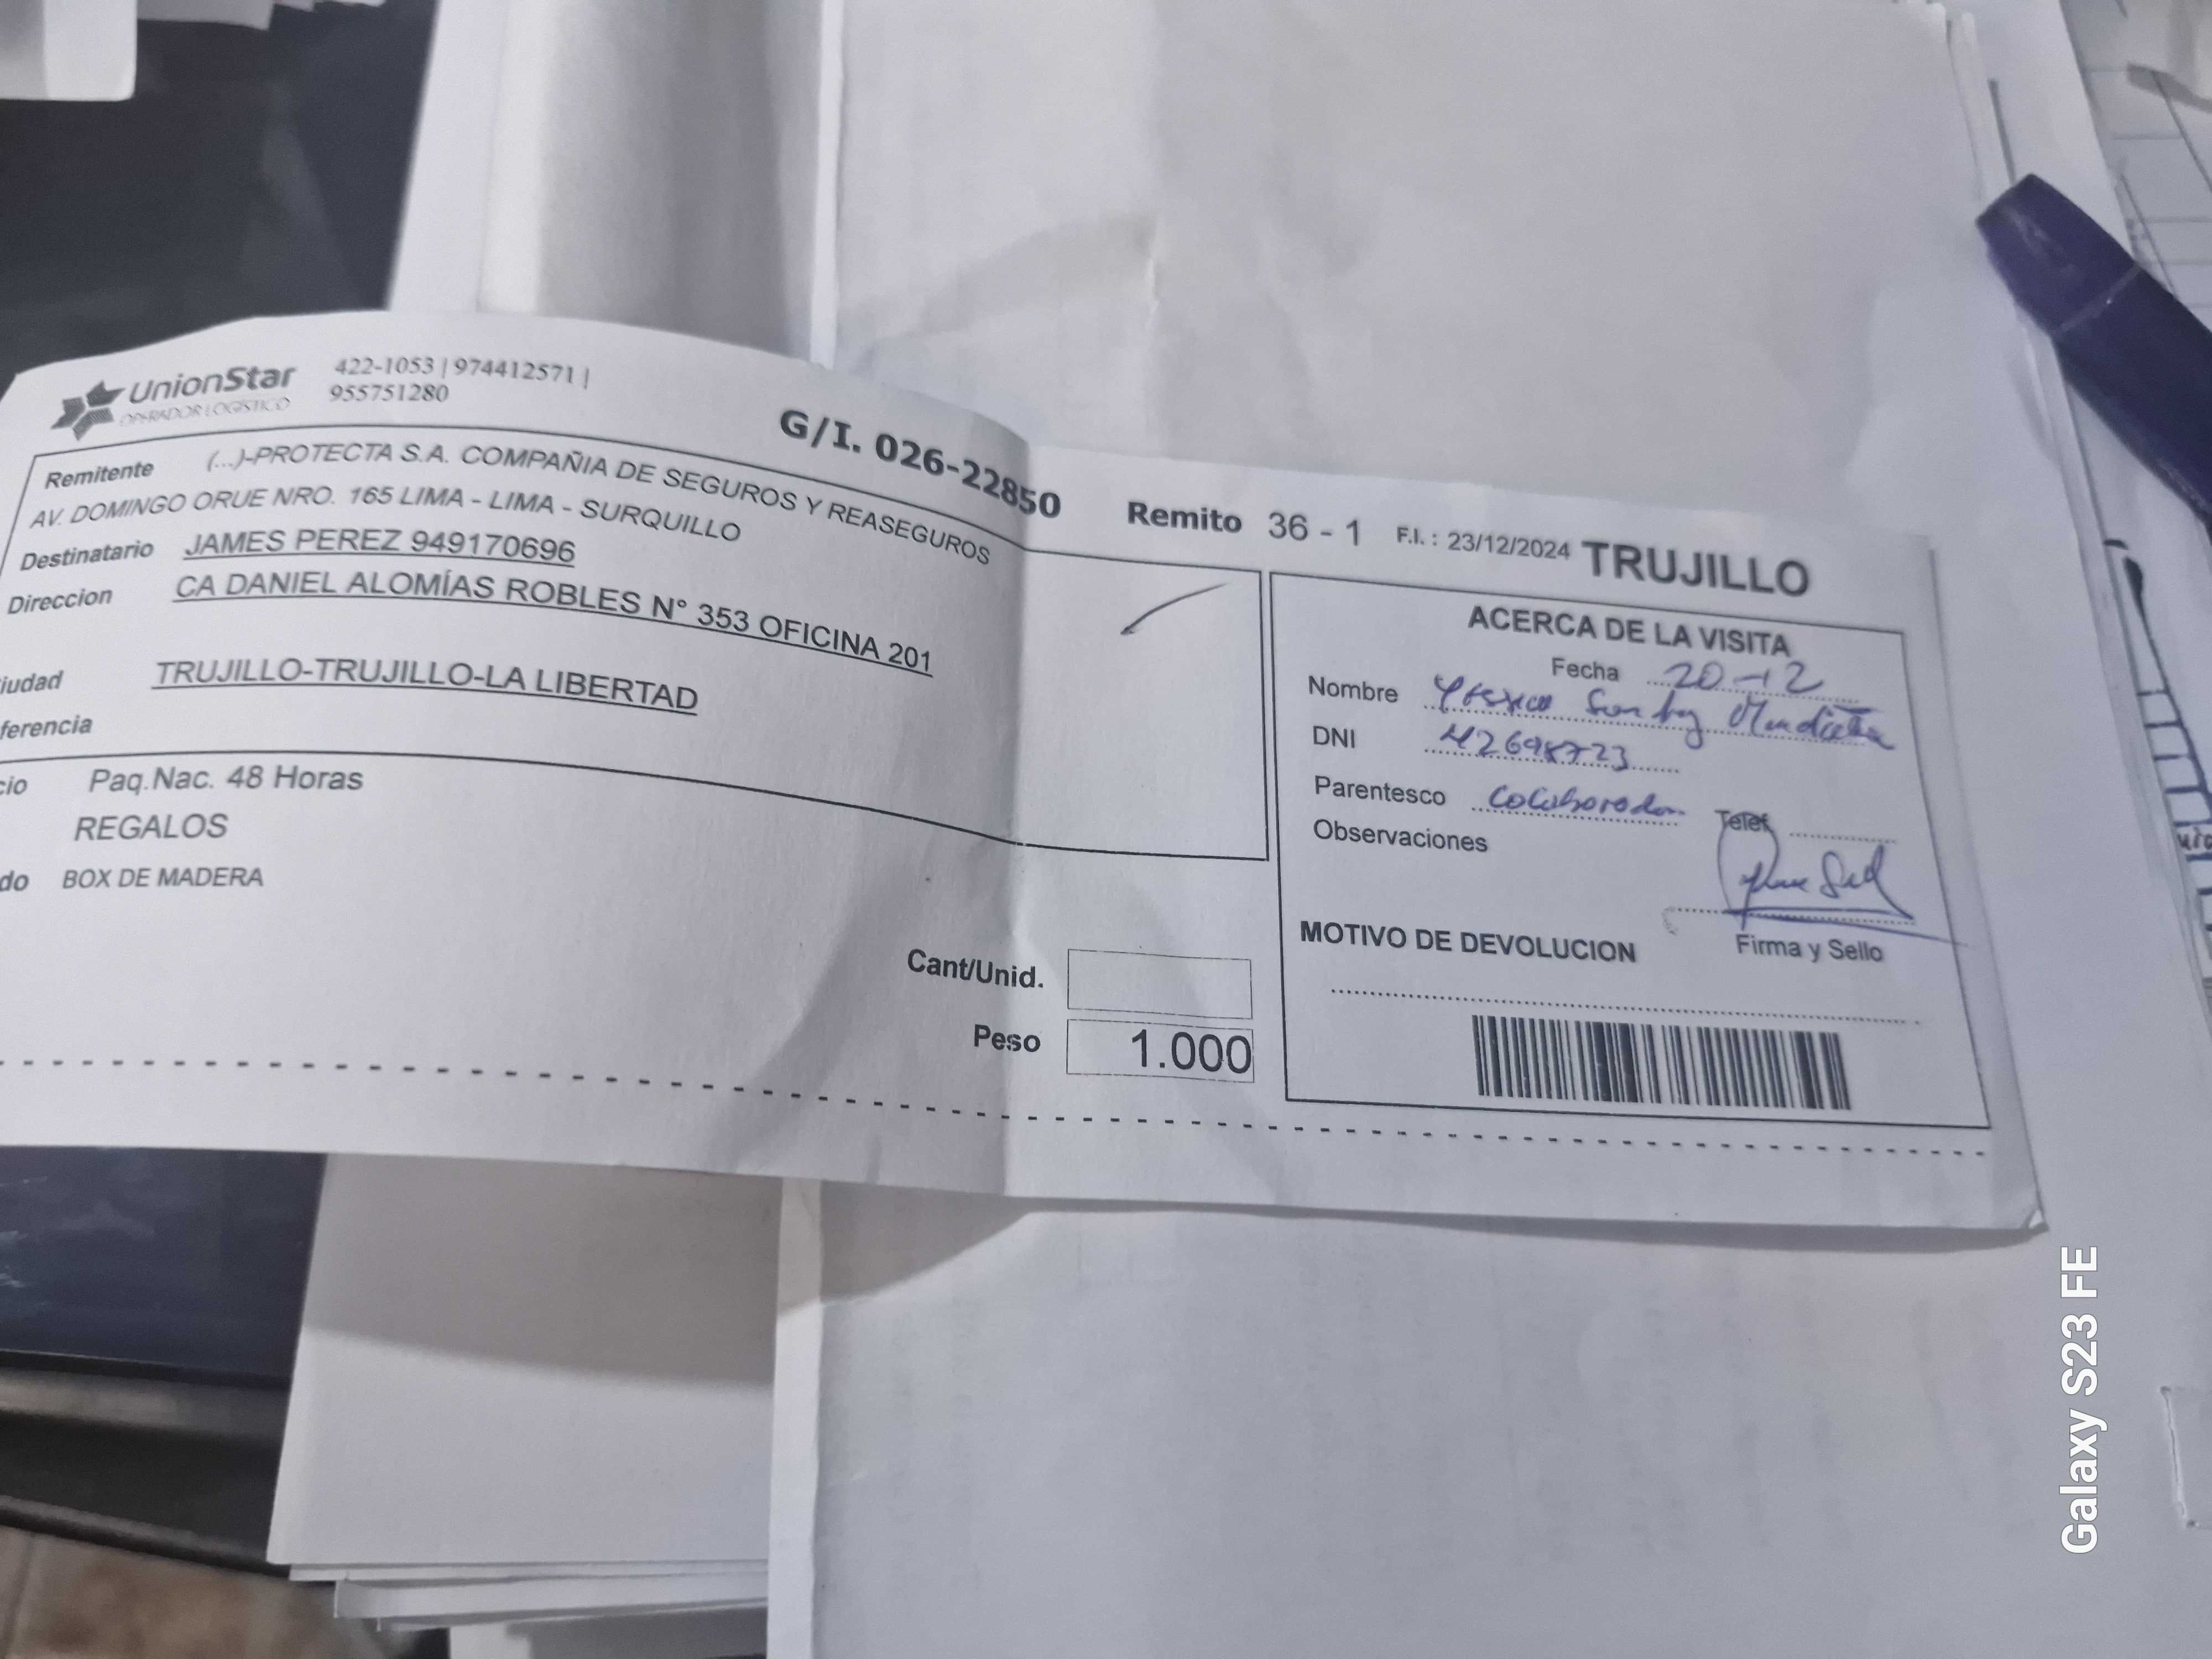 UnionStar
OPERADOR LOGÍSTICO
422-1053 | 974412571 |
955751280
G/I. 026-22850
Remito 36 - 1 F.I. : 23/12/2024 TRUJILLO
Remitente (...)-PROTECTA S.A. COMPAÑIA DE SEGUROS Y REASEGUROS
AV. DOMINGO ORUE NRO. 165 LIMA - LIMA - SURQUILLO
Destinatario JAMES PEREZ 949170696
Direccion CA DANIEL ALOMÍAS ROBLES N° 353 OFICINA 201
iudad TRUJILLO-TRUJILLO-LA LIBERTAD
ferencia
cio Paq.Nac. 48 Horas
REGALOS
do BOX DE MADERA
Cant/Unid.
Peso 1.000
ACERCA DE LA VISITA
Fecha 20-12
Nombre
DNI 42698723
Parentesco Colaborador Telef
Observaciones
Firma y Sello
MOTIVO DE DEVOLUCION
Galaxy S23 FE